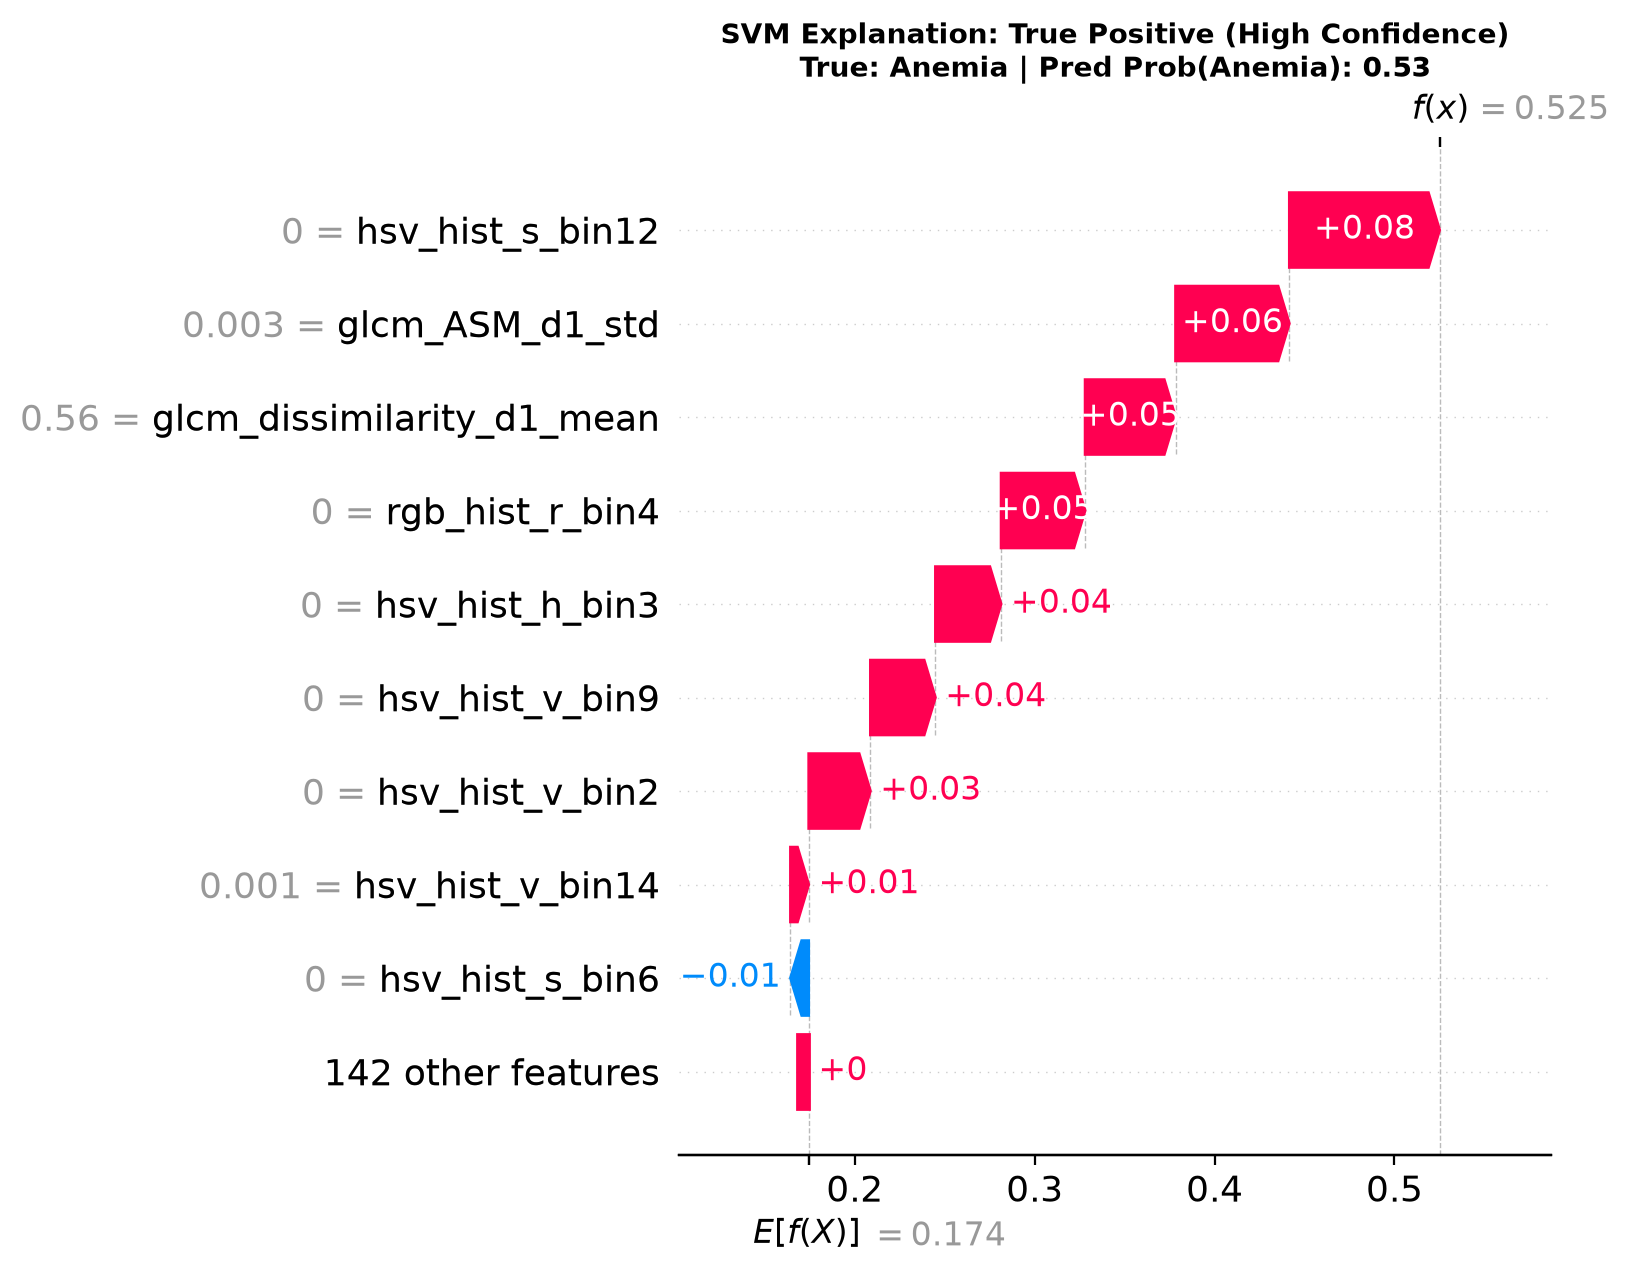 SVM Explanation: True Positive (High Confidence)
True: Anemia | Pred Prob(Anemia): 0.53
f(x) = 0.525
0 = hsv_hist_s_bin12 +0.08
0.003 = glcm_ASM_d1_std +0.06
0.56 = glcm_dissimilarity_d1_mean +0.05
0 = rgb_hist_r_bin4 +0.05
0 = hsv_hist_h_bin3 +0.04
0 = hsv_hist_v_bin9 +0.04
0 = hsv_hist_v_bin2 +0.03
0.001 = hsv_hist_v_bin14 +0.01
0 = hsv_hist_s_bin6 −0.01
142 other features +0
0.2 0.3 0.4 0.5
E[f(X)] = 0.174